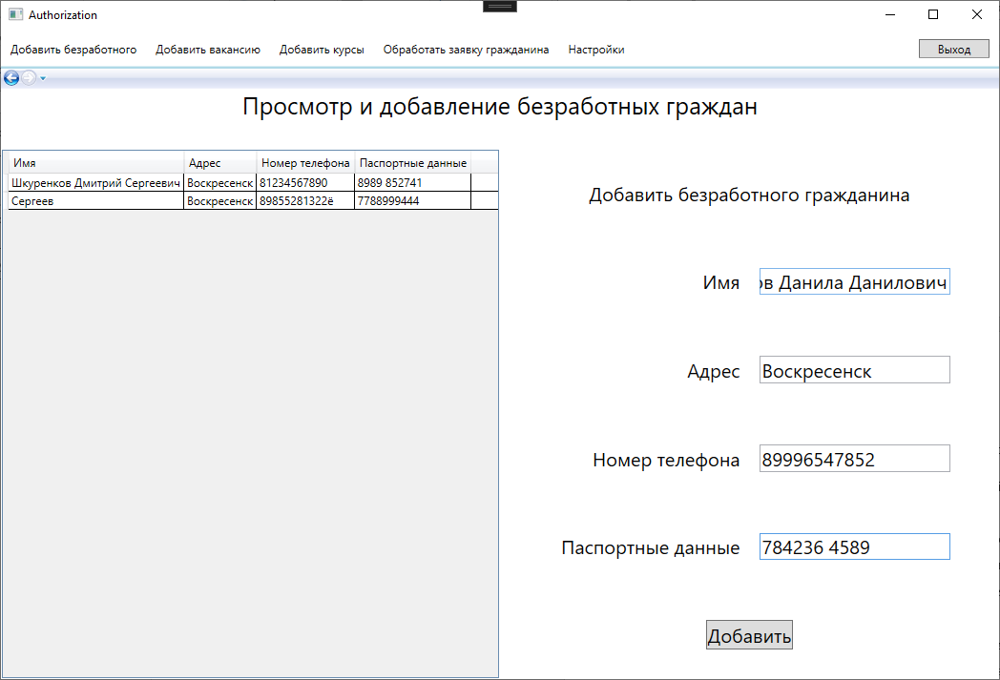 Authorization
Добавить безработного Добавить вакансию Добавить курсы Обработать заявку гражданина Настройки Выход
Просмотр и добавление безработных граждан
Имя Адрес Номер телефона Паспортные данные
Шкуренков Дмитрий Сергеевич Воскресенск 81234567890 8989 852741
Сергеев Воскресенск 89855281322ё 7788999444
Добавить безработного гражданина
Имя ов Данила Данилович
Адрес Воскресенск
Номер телефона 89996547852
Паспортные данные 784236 4589
Добавить